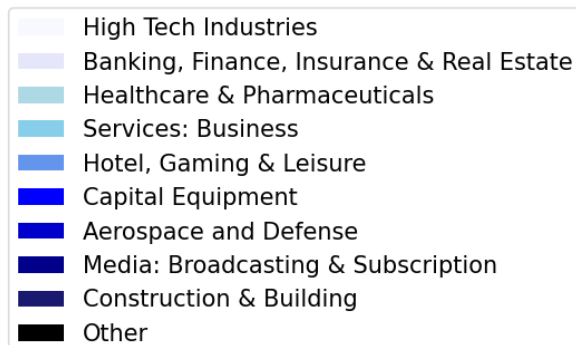 High Tech Industries
Banking, Finance, Insurance & Real Estate
Healthcare & Pharmaceuticals
Services: Business
Hotel, Gaming & Leisure
Capital Equipment
Aerospace and Defense
Media: Broadcasting & Subscription
Construction & Building
Other